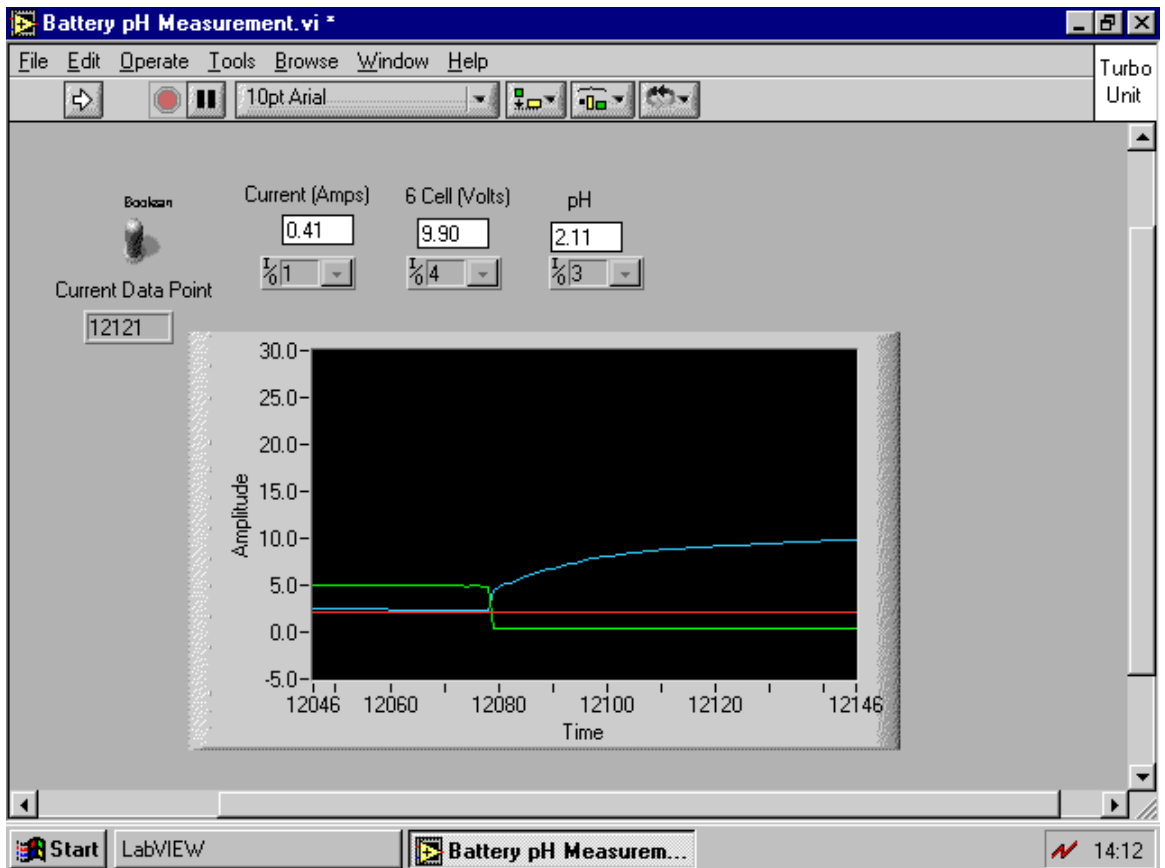 Battery pH Measurement.vi *
File Edit Operate Tools Browse Window Help
Turbo
Unit
10pt Arial
Boolean
Current (Amps) 6 Cell (Volts) pH
0.41 9.90 2.11
I/O 1 I/O 4 I/O 3
Current Data Point
12121
30.0
25.0
20.0
15.0
10.0
5.0
0.0
-5.0
Amplitude
12046 12060 12080 12100 12120 12146
Time
Start LabVIEW Battery pH Measurem... 14:12